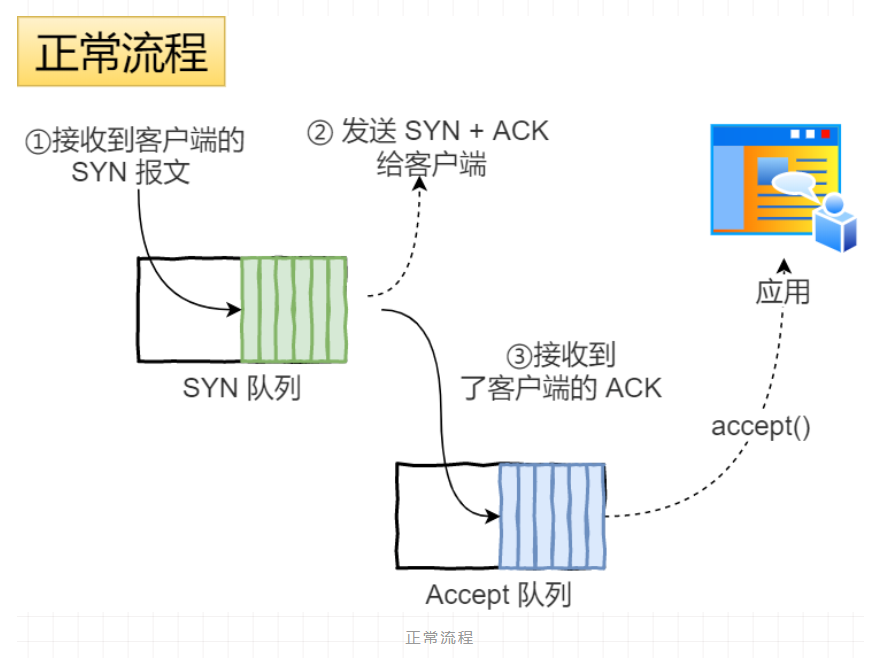 正常流程
①接收到客户端的
SYN 报文
② 发送 SYN + ACK
给客户端
应用
SYN 队列
③接收到
了客户端的 ACK
accept()
Accept 队列
正常流程